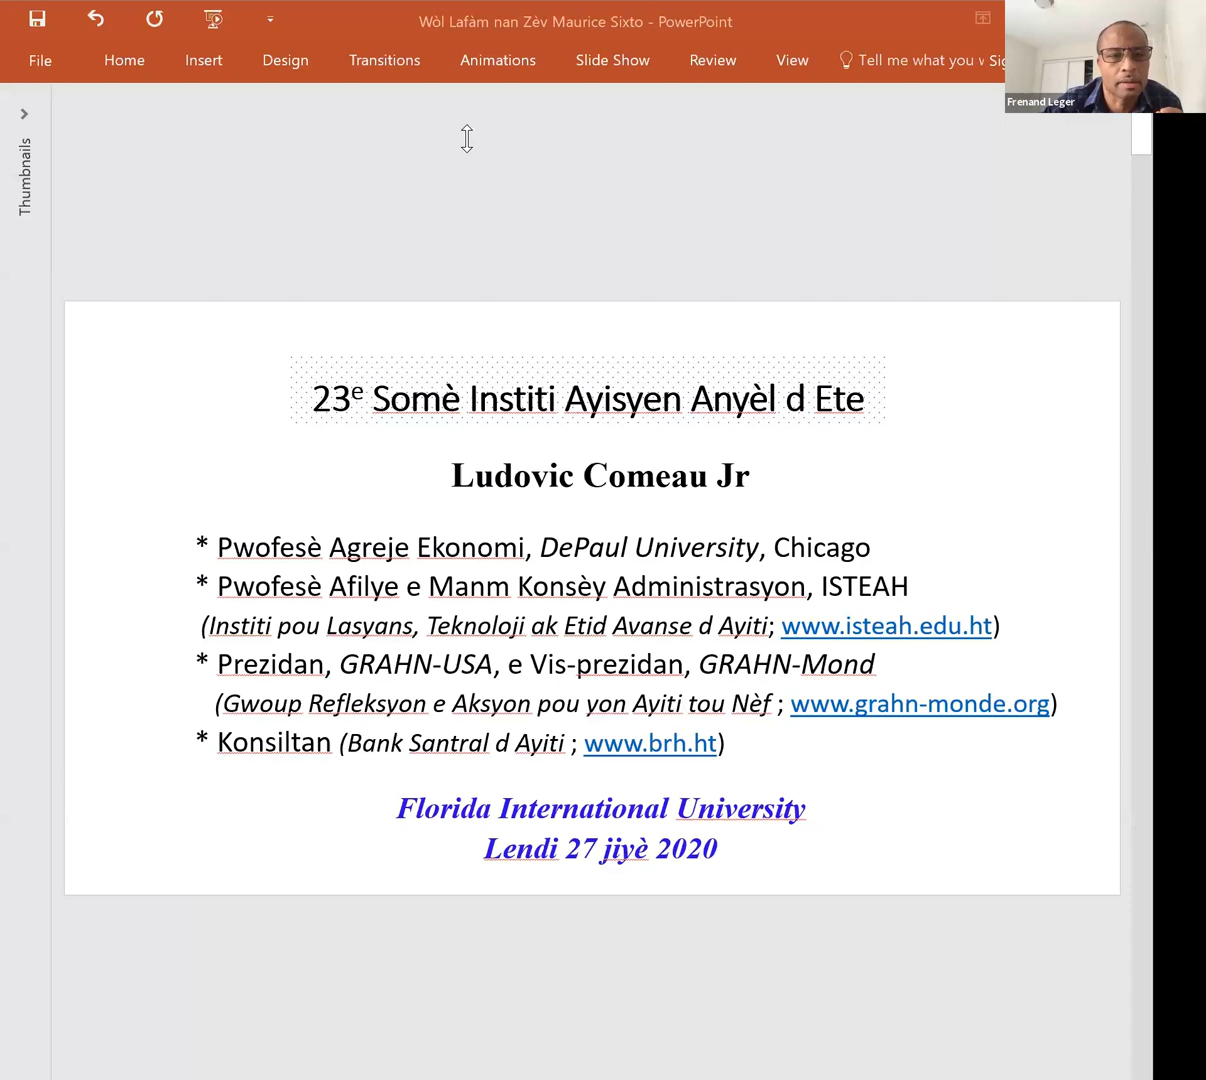 Wòl Lafàm nan Zèv Maurice Sixto - PowerPoint
File Home Insert Design Transitions Animations Slide Show Review View Tell me what you
Frenand Leger
Thumbnails
23e Somè Institi Ayisyen Anyèl d Ete
Ludovic Comeau Jr
* Pwofesè Agreje Ekonomi, DePaul University, Chicago
* Pwofesè Afilye e Manm Konsèy Administrasyon, ISTEAH
(Institi pou Lasyans, Teknoloji ak Etid Avanse d Ayiti; www.isteah.edu.ht)
* Prezidan, GRAHN-USA, e Vis-prezidan, GRAHN-Mond
(Gwoup Refleksyon e Aksyon pou yon Ayiti tou Nèf ; www.grahn-monde.org)
* Konsiltan (Bank Santral d Ayiti ; www.brh.ht)
Florida International University
Lendi 27 jiyè 2020